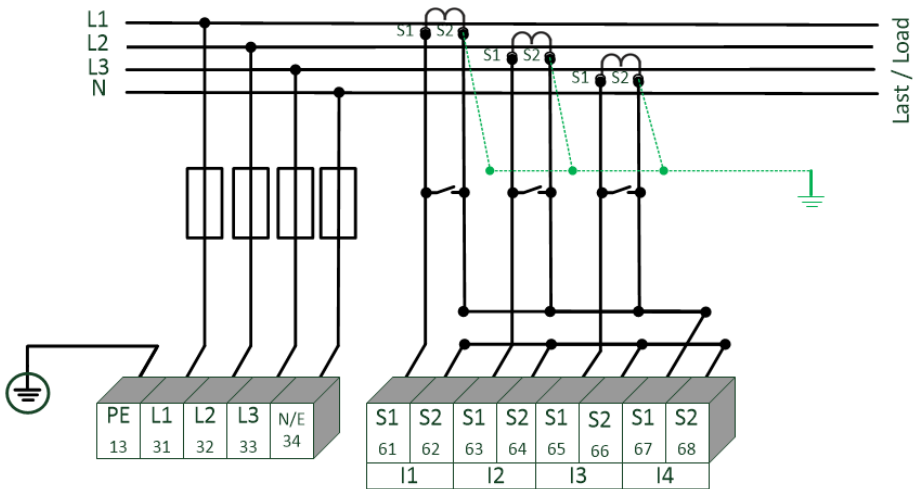 L1
L2
L3
N
S1 S2
S1 S2
S1 S2
Last / Load
PE L1 L2 L3 N/E
13 31 32 33 34
S1 S2 S1 S2 S1 S2 S1 S2
61 62 63 64 65 66 67 68
I1 I2 I3 I4